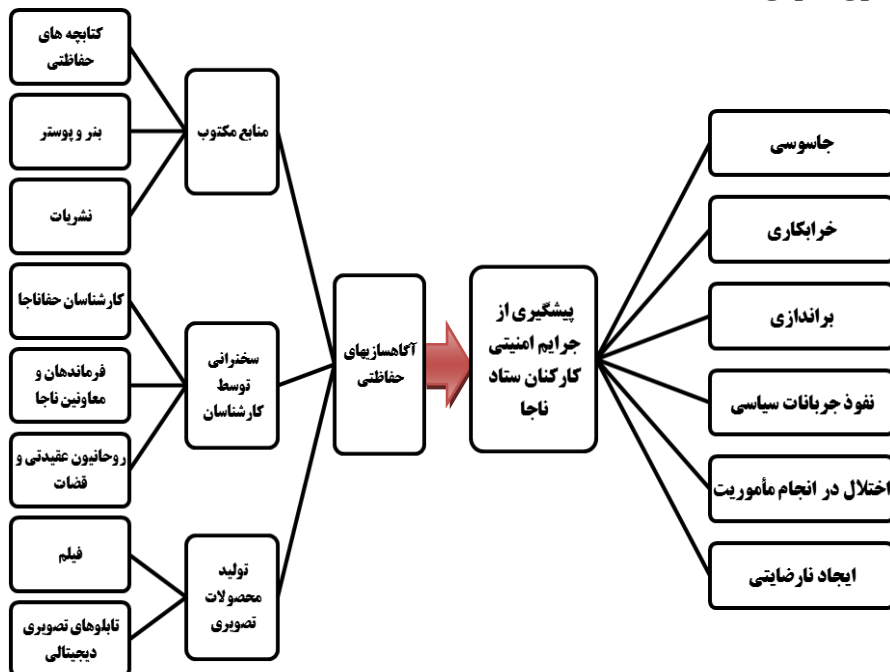 جاسوسی
خرابکاری
براندازی
نفوذ جریانات سیاسی
اختلال در انجام مأموریت
ایجاد نارضایتی
پیشگیری از
جرایم امنیتی
کارکنان ستاد
ناجا
آگاهسازیهای
حفاظتی
منابع مکتوب
سخنرانی
توسط
کارشناسان
تولید
محصولات
تصویری
کتابچه های
حفاظتی
بنر و پوستر
نشریات
کارشناسان حفاناجا
فرماندهان و
معاونین ناجا
روحانیون عقیدتی و
قضات
فیلم
تابلوهای تصویری
دیجیتالی